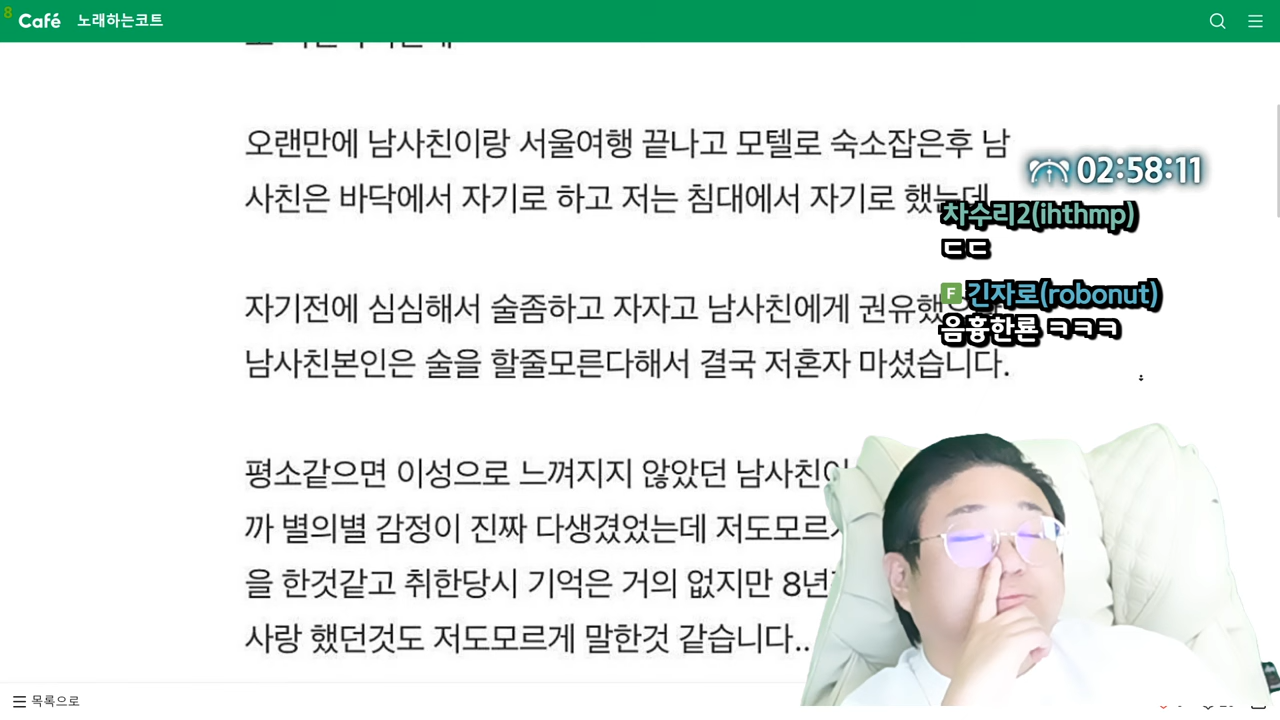 8
Café 노래하는코트
오랜만에 남사친이랑 서울여행 끝나고 모텔로 숙소잡은후 남
사친은 바닥에서 자기로 하고 저는 침대에서 자기로 했는데
02:58:11
차수리2(ihthmp)
ㄷㄷ
자기전에 심심해서 술좀하고 자자고 남사친에게 권유했
F 긴자로(robonut)
음흉한룐 ㅋㅋㅋ
남사친본인은 술을 할줄모른다해서 결국 저혼자 마셨습니다.
평소같으면 이성으로 느껴지지 않았던 남사친이
까 별의별 감정이 진짜 다생겼었는데 저도모르게
을 한것같고 취한당시 기억은 거의 없지만 8년
사랑 했던것도 저도모르게 말한것 같습니다..
목록으로